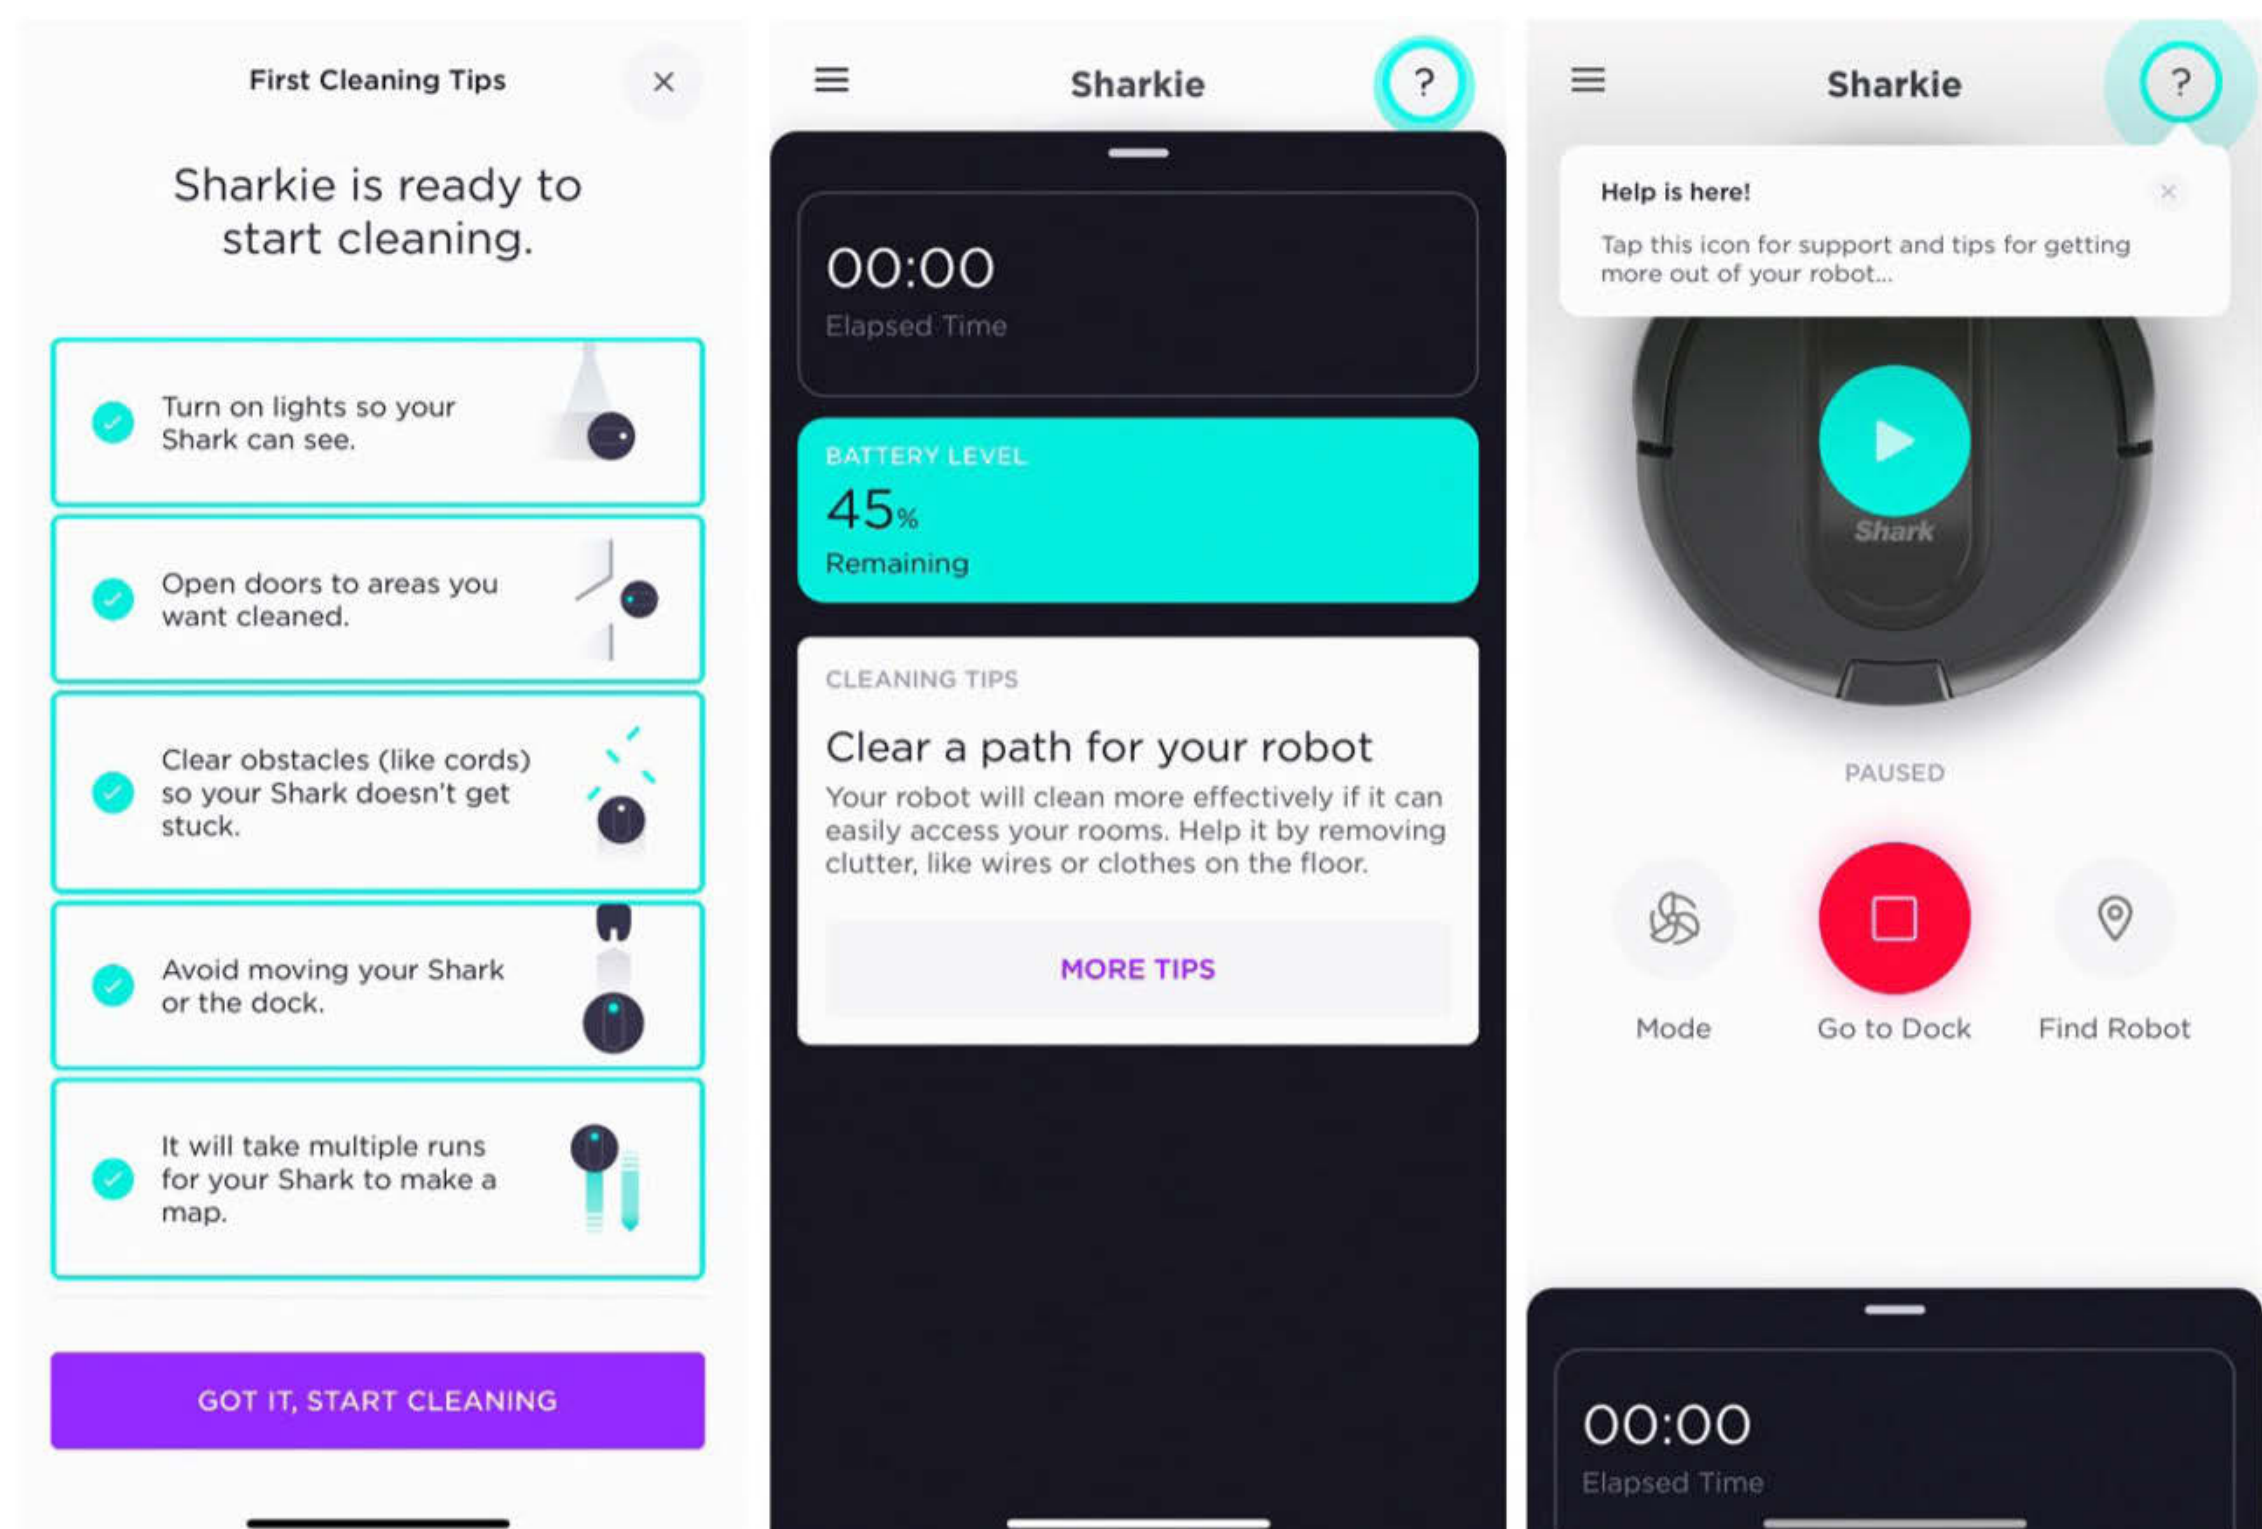 First Cleaning Tips
Sharkie is ready to
start cleaning.
Turn on lights so your
Shark can see.
Open doors to areas you
want cleaned.
Clear obstacles (like cords)
so your Shark doesn't get
stuck.
Avoid moving your Shark
or the dock.
It will take multiple runs
for your Shark to make a
map.
GOT IT, START CLEANING
Sharkie
?
00:00
Elapsed Time
BATTERY LEVEL
45%
Remaining
CLEANING TIPS
Clear a path for your robot
Your robot will clean more effectively if it can
easily access your rooms. Help it by removing
clutter, like wires or clothes on the floor.
MORE TIPS
Sharkie
?
Help is here!
Tap this icon for support and tips for getting
more out of your robot...
Shark
PAUSED
Mode
Go to Dock
Find Robot
00:00
Elapsed Time